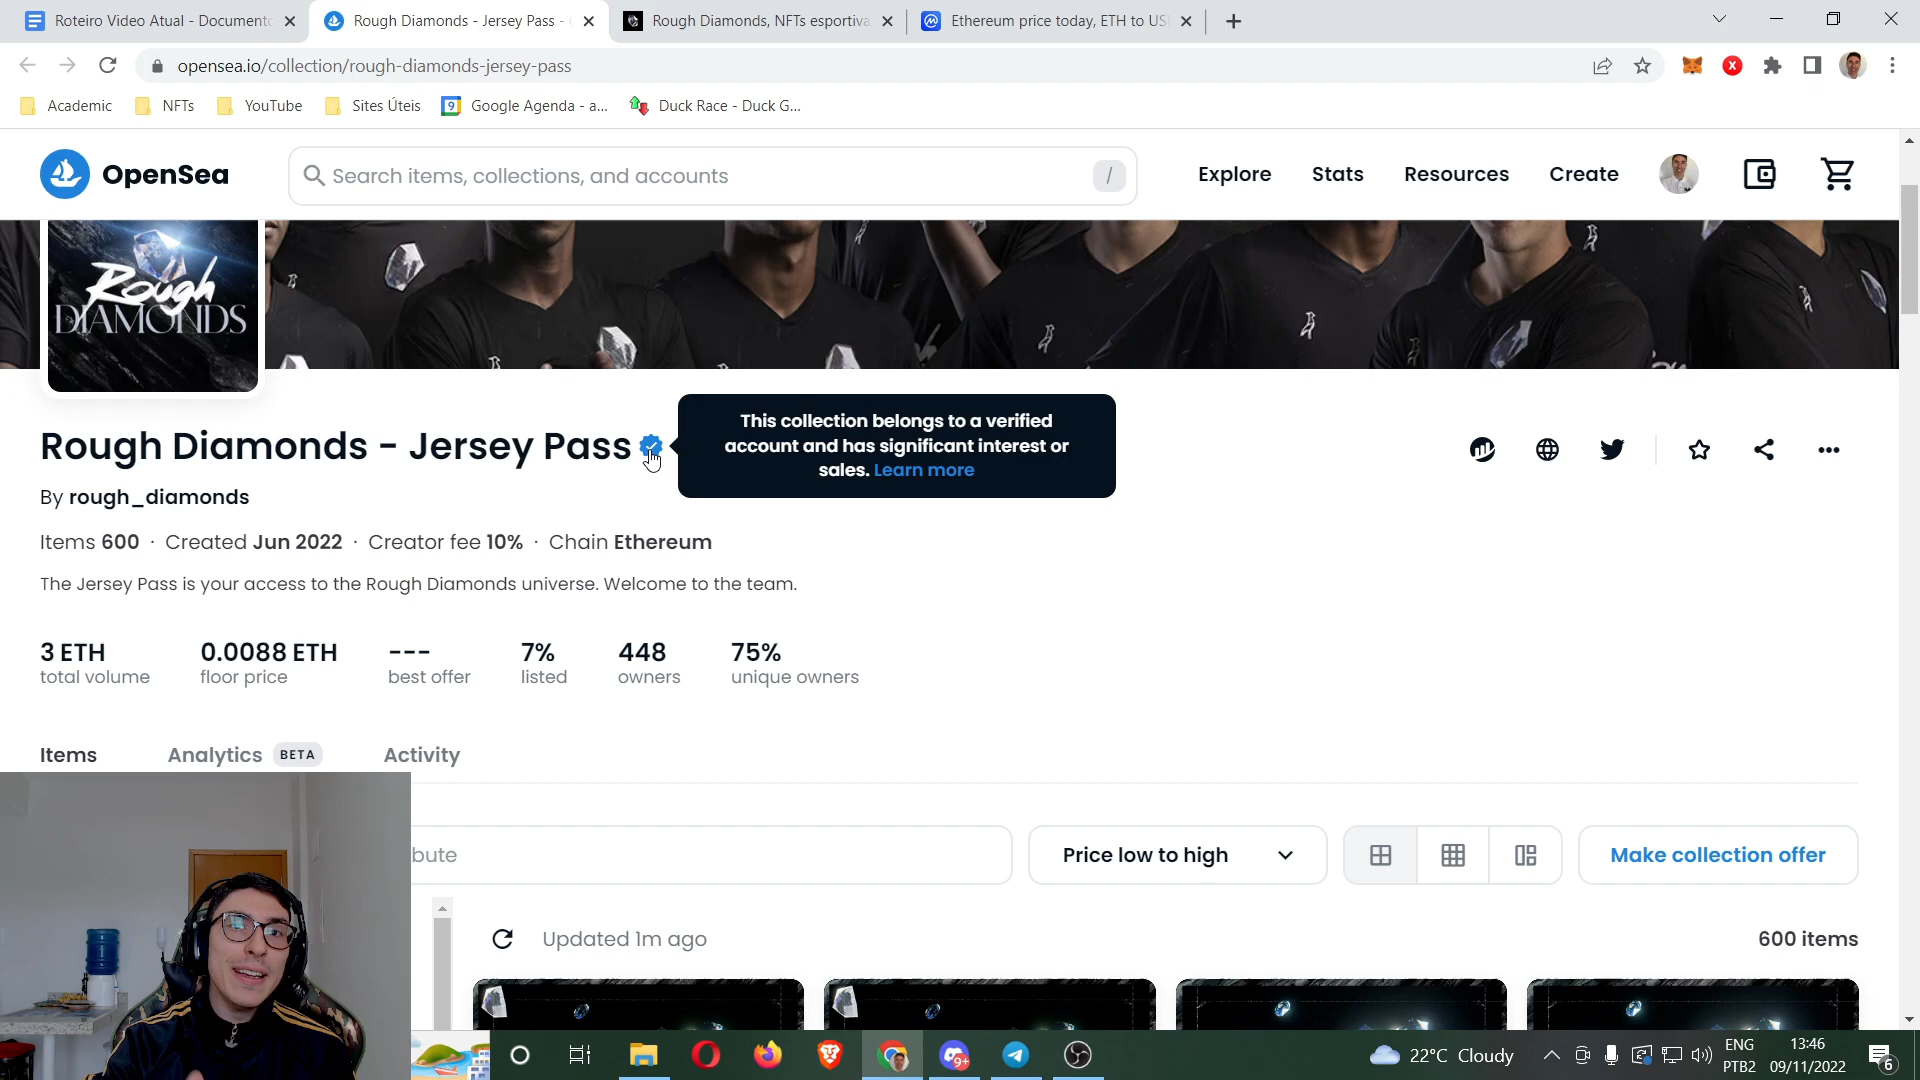 Roteiro Video Atual - Documento
Rough Diamonds - Jersey Pass -
Rough Diamonds, NFTs esportiva
Ethereum price today, ETH to US
opensea.io/collection/rough-diamonds-jersey-pass
Academic
NFTs
YouTube
Sites Úteis
9
Google Agenda - a...
Duck Race - Duck G...
OpenSea
Search items, collections, and accounts
/
Explore
Stats
Resources
Create
Rough
DIAMONDS
Rough Diamonds - Jersey Pass
This collection belongs to a verified
account and has significant interest or
sales. Learn more
By rough_diamonds
Items 600 · Created Jun 2022 · Creator fee 10% · Chain Ethereum
The Jersey Pass is your access to the Rough Diamonds universe. Welcome to the team.
3 ETH
total volume
0.0088 ETH
floor price
---
best offer
7%
listed
448
owners
75%
unique owners
Items
Analytics BETA
Activity
bute
Price low to high
Make collection offer
Updated 1m ago
600 items
9+
22°C Cloudy
ENG
PTB2
13:46
09/11/2022
6